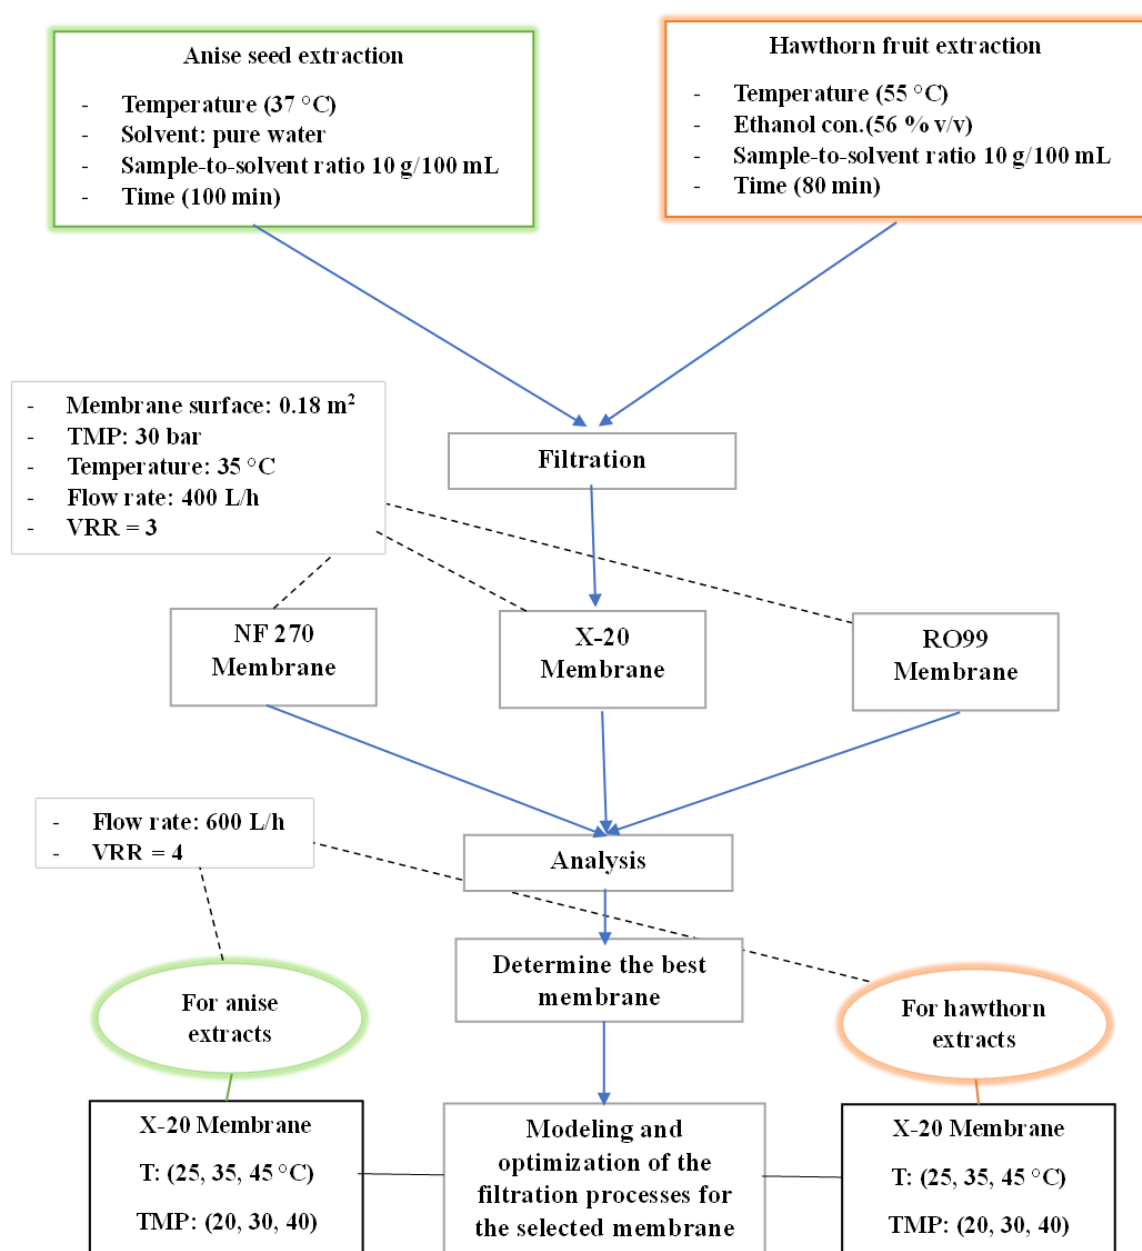 Anise seed extraction
- Temperature (37 °C)
- Solvent: pure water
- Sample-to-solvent ratio 10 g/100 mL
- Time (100 min)
Hawthorn fruit extraction
- Temperature (55 °C)
- Ethanol con.(56 % v/v)
- Sample-to-solvent ratio 10 g/100 mL
- Time (80 min)
- Membrane surface: 0.18 m²
- TMP: 30 bar
- Temperature: 35 °C
- Flow rate: 400 L/h
- VRR = 3
Filtration
NF 270
Membrane
X-20
Membrane
RO99
Membrane
- Flow rate: 600 L/h
- VRR = 4
Analysis
Determine the best
membrane
For anise
extracts
For hawthorn
extracts
X-20 Membrane
T: (25, 35, 45 °C)
TMP: (20, 30, 40)
Modeling and
optimization of the
filtration processes for
the selected membrane
X-20 Membrane
T: (25, 35, 45 °C)
TMP: (20, 30, 40)